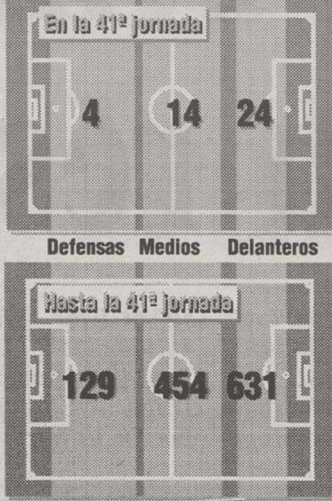 En la 41ª jornada
4 14 24
Defensas Medios Delanteros
Hasta la 41ª jornada
129 454 631